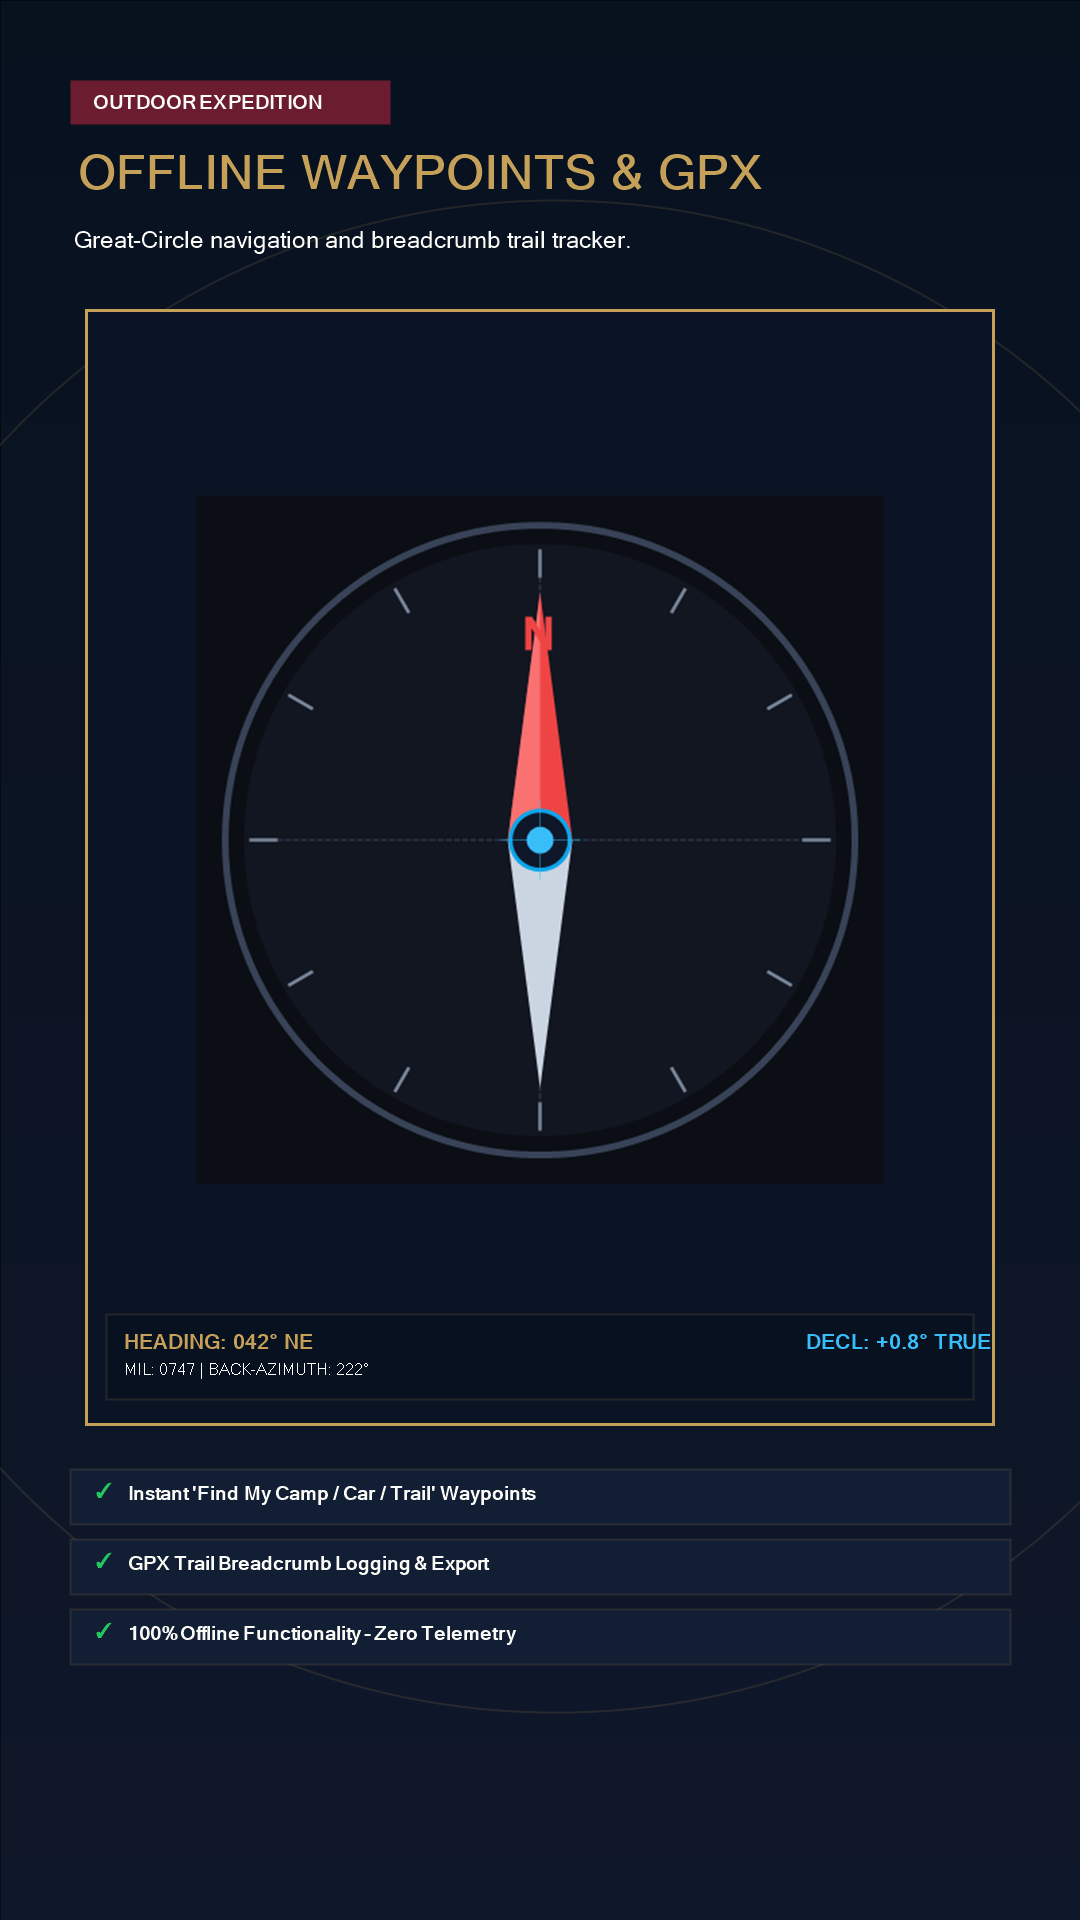 OUTDOOR EXPEDITION
OFFLINE WAYPOINTS & GPX
Great-Circle navigation and breadcrumb trail tracker.
N
HEADING: 042° NE
DECL: +0.8° TRUE
MIL: 0747 | BACK-AZIMUTH: 222°
✓ Instant 'Find My Camp / Car / Trail' Waypoints
✓ GPX Trail Breadcrumb Logging & Export
✓ 100% Offline Functionality - Zero Telemetry